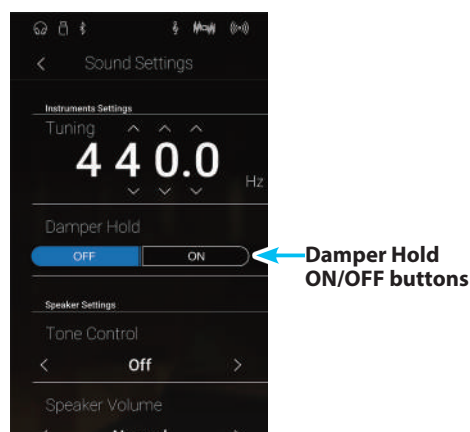 < Sound Settings
Instruments Settings
Tuning
440.0 Hz
Damper Hold
OFF ON
Damper Hold
ON/OFF buttons
Speaker Settings
Tone Control
< Off >
Speaker Volume